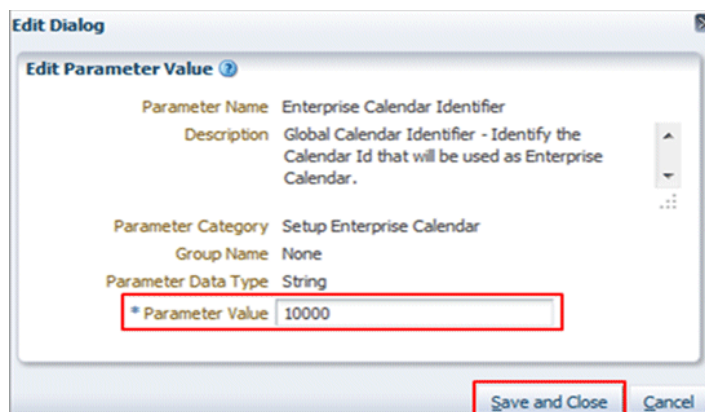 Edit Dialog
Edit Parameter Value
Parameter Name Enterprise Calendar Identifier
Description Global Calendar Identifier - Identify the
Calendar Id that will be used as Enterprise
Calendar.
Parameter Category Setup Enterprise Calendar
Group Name None
Parameter Data Type String
* Parameter Value 10000
Save and Close Cancel